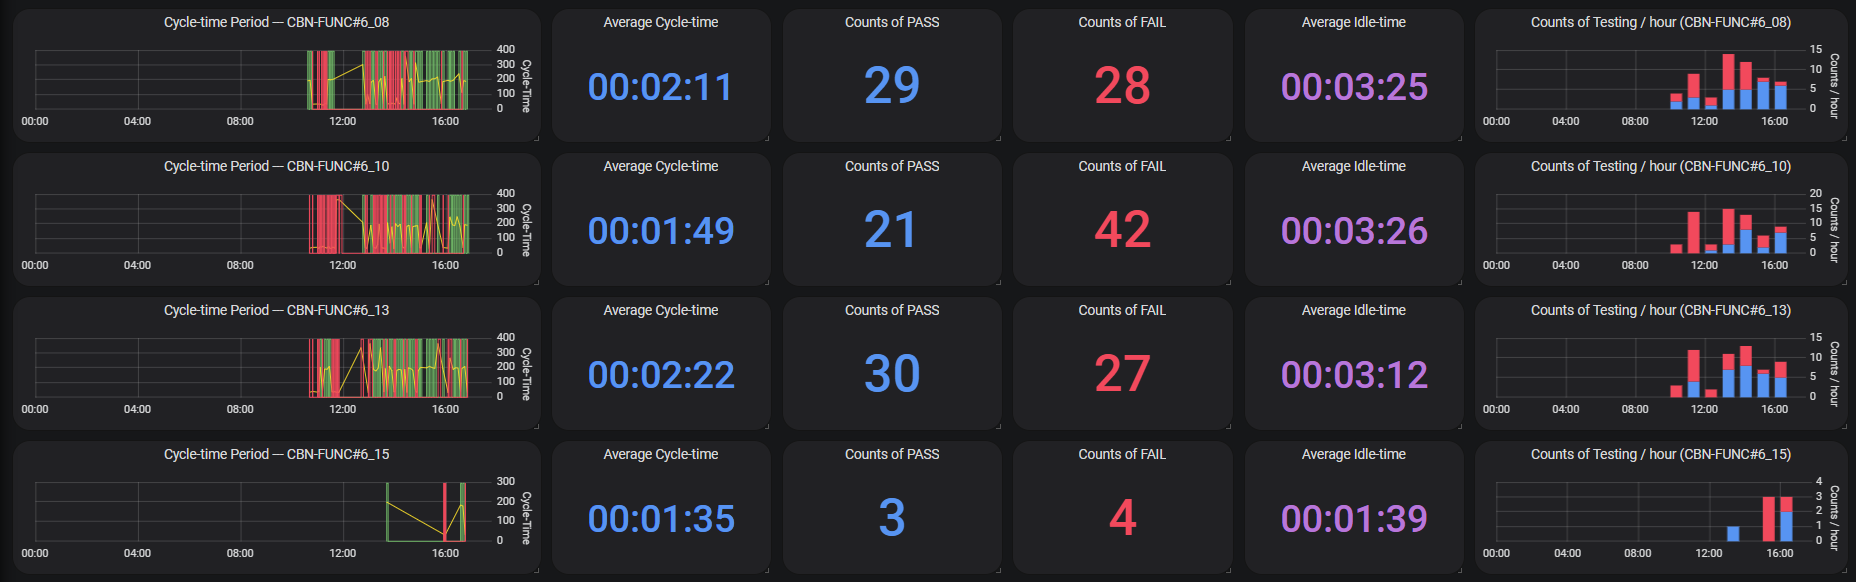 Cycle-time Period — CBN-FUNC#6_08
400
300
200
100
0
Cycle-Time
00:00
04:00
08:00
12:00
16:00
Average Cycle-time
00:02:11
Counts of PASS
29
Counts of FAIL
28
Average Idle-time
00:03:25
Counts of Testing / hour (CBN-FUNC#6_08)
15
10
5
0
Counts / hour
00:00
04:00
08:00
12:00
16:00
Cycle-time Period — CBN-FUNC#6_10
400
300
200
100
0
Cycle-Time
00:00
04:00
08:00
12:00
16:00
Average Cycle-time
00:01:49
Counts of PASS
21
Counts of FAIL
42
Average Idle-time
00:03:26
Counts of Testing / hour (CBN-FUNC#6_10)
20
15
10
5
0
Counts / hour
00:00
04:00
08:00
12:00
16:00
Cycle-time Period — CBN-FUNC#6_13
400
300
200
100
0
Cycle-Time
00:00
04:00
08:00
12:00
16:00
Average Cycle-time
00:02:22
Counts of PASS
30
Counts of FAIL
27
Average Idle-time
00:03:12
Counts of Testing / hour (CBN-FUNC#6_13)
15
10
5
0
Counts / hour
00:00
04:00
08:00
12:00
16:00
Cycle-time Period — CBN-FUNC#6_15
300
200
100
0
Cycle-Time
00:00
04:00
08:00
12:00
16:00
Average Cycle-time
00:01:35
Counts of PASS
3
Counts of FAIL
4
Average Idle-time
00:01:39
Counts of Testing / hour (CBN-FUNC#6_15)
4
3
2
1
0
Counts / hour
00:00
04:00
08:00
12:00
16:00